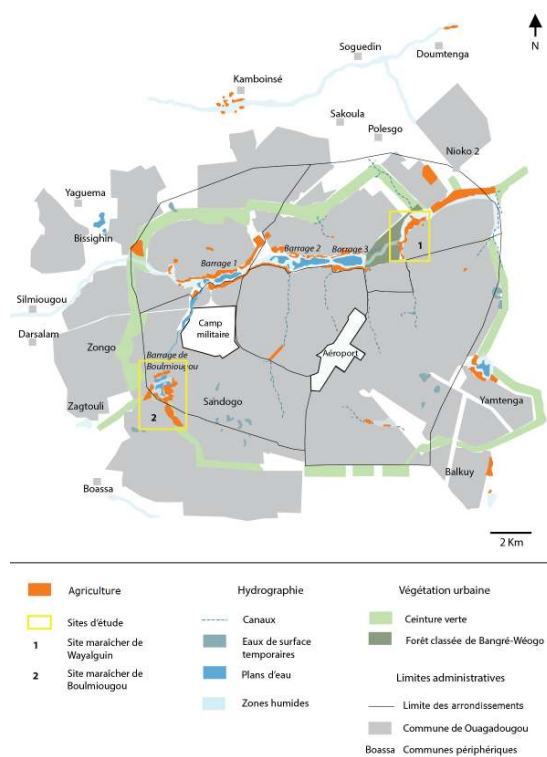 N
Soguedin
Doumtenga
Kamboinsé
Sakoula
Polesgo
Nioko 2
Yaguema
Bissighin
Barrage 1
Barrage 2
Barrage 3
1
Silmiougou
Darsalam
Camp
militaire
Zongo
Aéroport
Barrage de
Boulmiougou
Sandogo
Zagtouli
2
Yamtenga
Balkuy
Boassa
2 Km
Agriculture
Sites d'étude
1 Site maraîcher de
Wayalguin
2 Site maraîcher de
Boulmiougou
Hydrographie
Canaux
Eaux de surface
temporaires
Plans d'eau
Zones humides
Végétation urbaine
Ceinture verte
Forêt classée de Bangré-Wéogo
Limites administratives
Limite des arrondissements
Commune de Ouagadougou
Boassa Communes périphériques